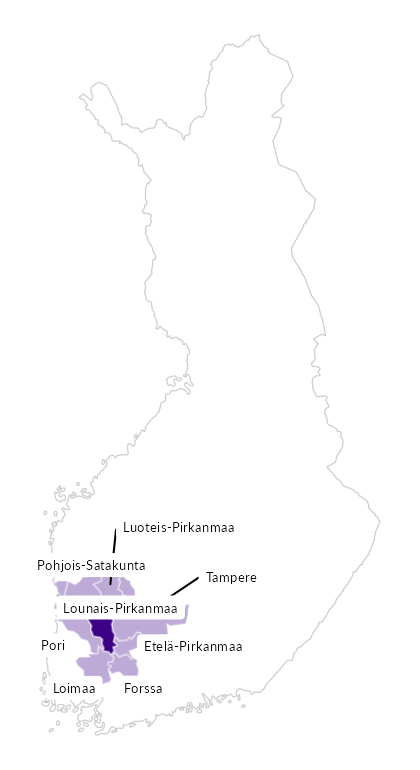 Luoteis-Pirkanmaa
Pohjois-Satakunta
Tampere
Lounais-Pirkanmaa
Pori
Etelä-Pirkanmaa
Loimaa
Forssa